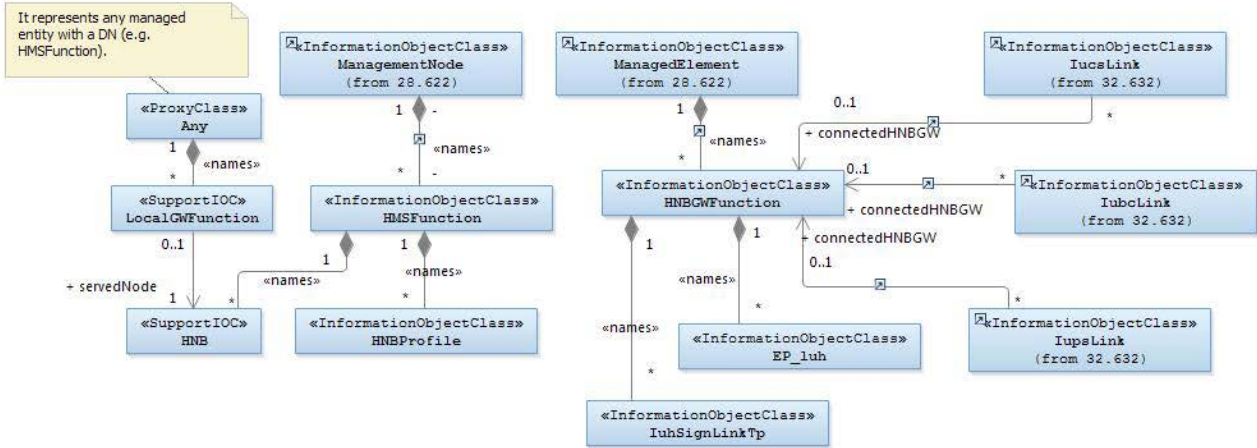 It represents any managed
entity with a DN (e.g.
HMSFunction).
«ProxyClass»
Any
1
«names»
*
«SupportIOC»
LocalGWFunction
0..1
+ servedNode
1
«SupportIOC»
HNB
«InformationObjectClass»
ManagementNode
(from 28.622)
1
-
«names»
*
-
«InformationObjectClass»
HMSFunction
1
«names»
*
1
«names»
*
«InformationObjectClass»
HNBProfile
«InformationObjectClass»
ManagedElement
(from 28.622)
1
«names»
*
«InformationObjectClass»
HNBGWFunction
1
«names»
*
1
«names»
*
«InformationObjectClass»
EP_luh
«InformationObjectClass»
IuhSignLinkTp
«InformationObjectClass»
IucsLink
(from 32.632)
0..1
*
+ connectedHNBGW
0..1
*
+ connectedHNBGW
«InformationObjectClass»
IubcLink
(from 32.632)
+ connectedHNBGW
0..1
*
«InformationObjectClass»
IupsLink
(from 32.632)